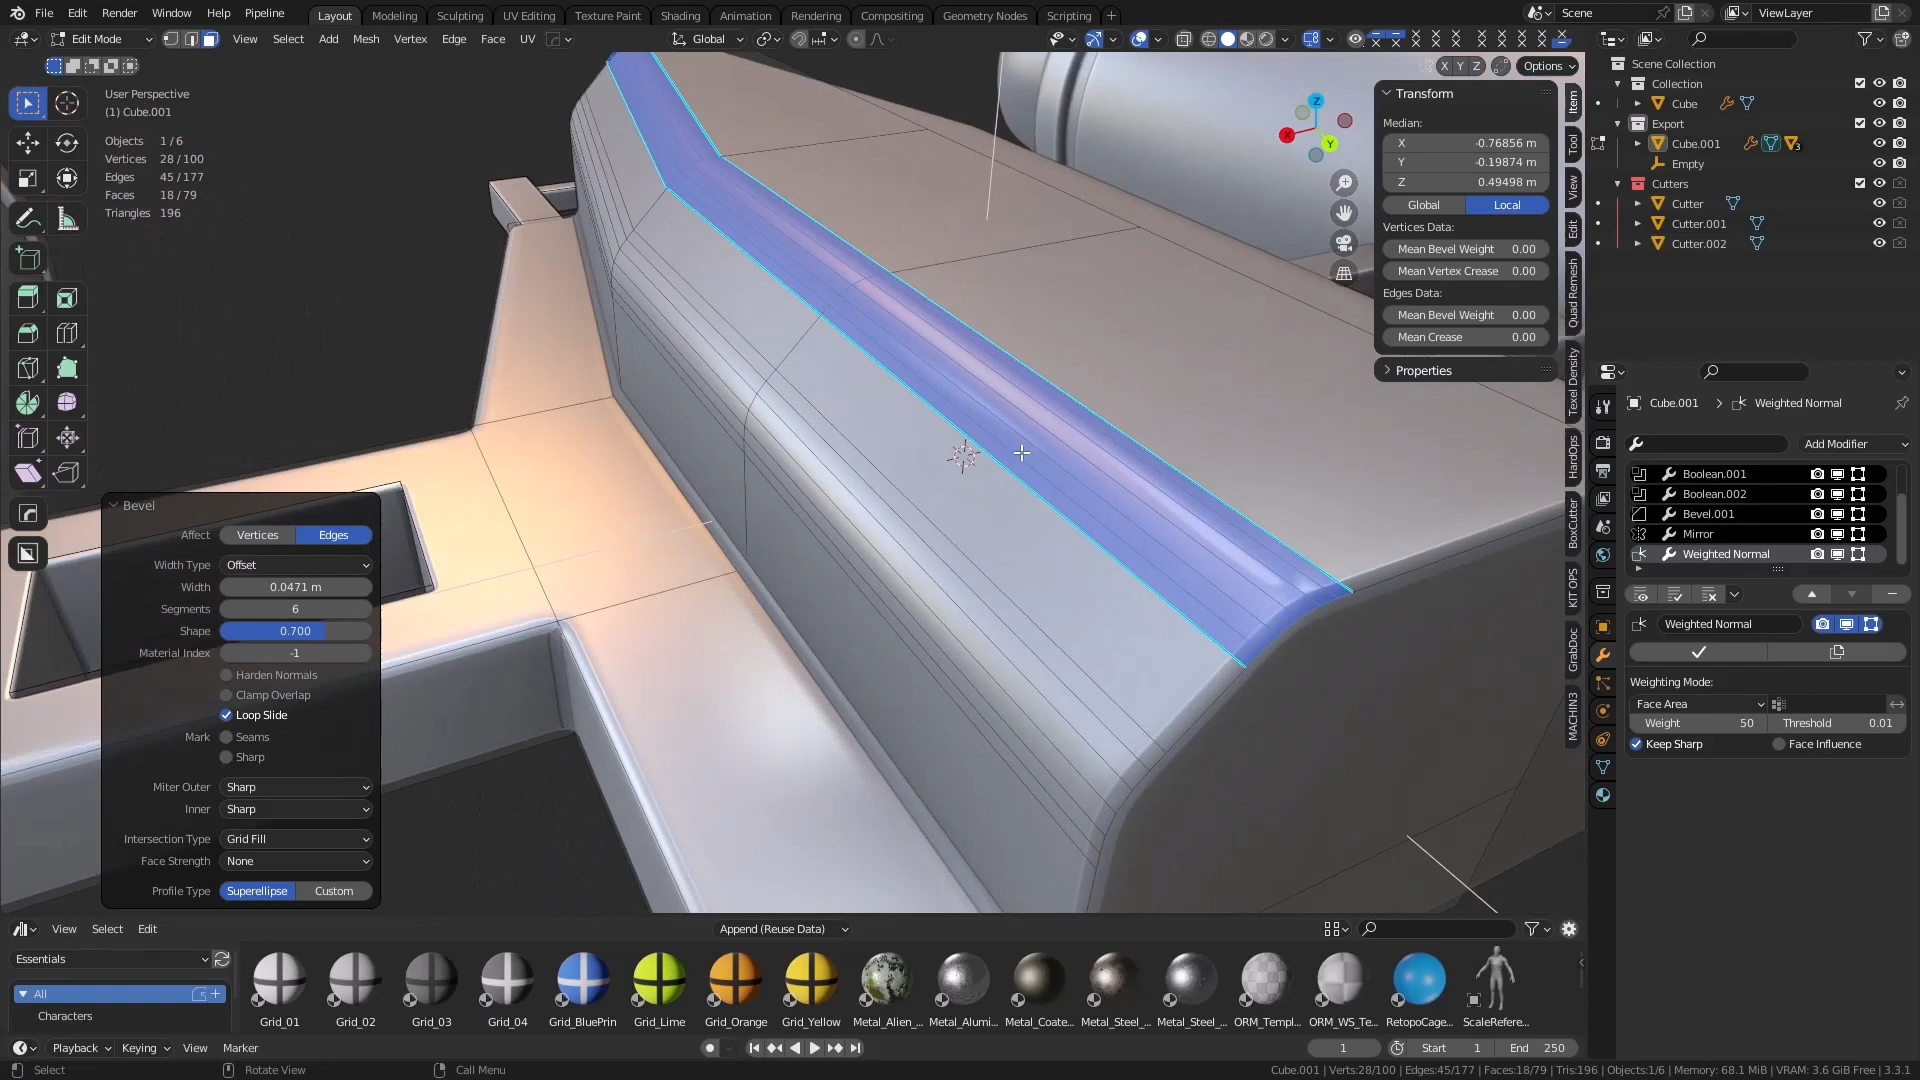 File Edit Render Window Help Pipeline Layout Modeling Sculpting UV Editing Texture Paint Shading Animation Rendering Compositing Geometry Nodes Scripting + Scene ViewLayer
Edit Mode View Select Add Mesh Vertex Edge Face UV Global
X Y Z Options
User Perspective
(1) Cube.001
Objects 1 / 6
Vertices 28 / 100
Edges 45 / 177
Faces 18 / 79
Triangles 196
Z
X
Y
Transform
Median:
X -0.76856 m
Y -0.19874 m
Z 0.49498 m
Global Local
Vertices Data:
Mean Bevel Weight 0.00
Mean Vertex Crease 0.00
Edges Data:
Mean Bevel Weight 0.00
Mean Crease 0.00
Properties
Item
Tool
View
Edit
Quad Remesh
Texel Density
HardOps
BoxCutter
KIT OPS
GrabDoc
MACHIN3
Scene Collection
Collection
Cube
Export
Cube.001 3
Empty
Cutters
Cutter
Cutter.001
Cutter.002
Cube.001 > Weighted Normal
Add Modifier
Boolean.001
Boolean.002
Bevel.001
Mirror
Weighted Normal
Weighted Normal
Weighting Mode:
Face Area
Weight 50 Threshold 0.01
Keep Sharp Face Influence
Bevel
Affect Vertices Edges
Width Type Offset
Width 0.0471 m
Segments 6
Shape 0.700
Material Index -1
Harden Normals
Clamp Overlap
Loop Slide
Mark Seams
Sharp
Miter Outer Sharp
Inner Sharp
Intersection Type Grid Fill
Face Strength None
Profile Type Superellipse Custom
View Select Edit Append (Reuse Data)
Essentials
All
Characters
Grid_01 Grid_02 Grid_03 Grid_04 Grid_BluePrin Grid_Lime Grid_Orange Grid_Yellow Metal_Alien_... Metal_Alumi... Metal_Coate... Metal_Steel_... Metal_Steel_... ORM_Templ... ORM_WS_Te... RetopoCage... ScaleRefere...
Playback Keying View Marker 1 Start 1 End 250
Select Rotate View Call Menu Cube.001 | Verts:28/100 | Edges:45/177 | Faces:18/79 | Tris:196 | Objects:1/6 | Memory: 68.1 MiB | VRAM: 3.6 GiB Free | 3.3.1